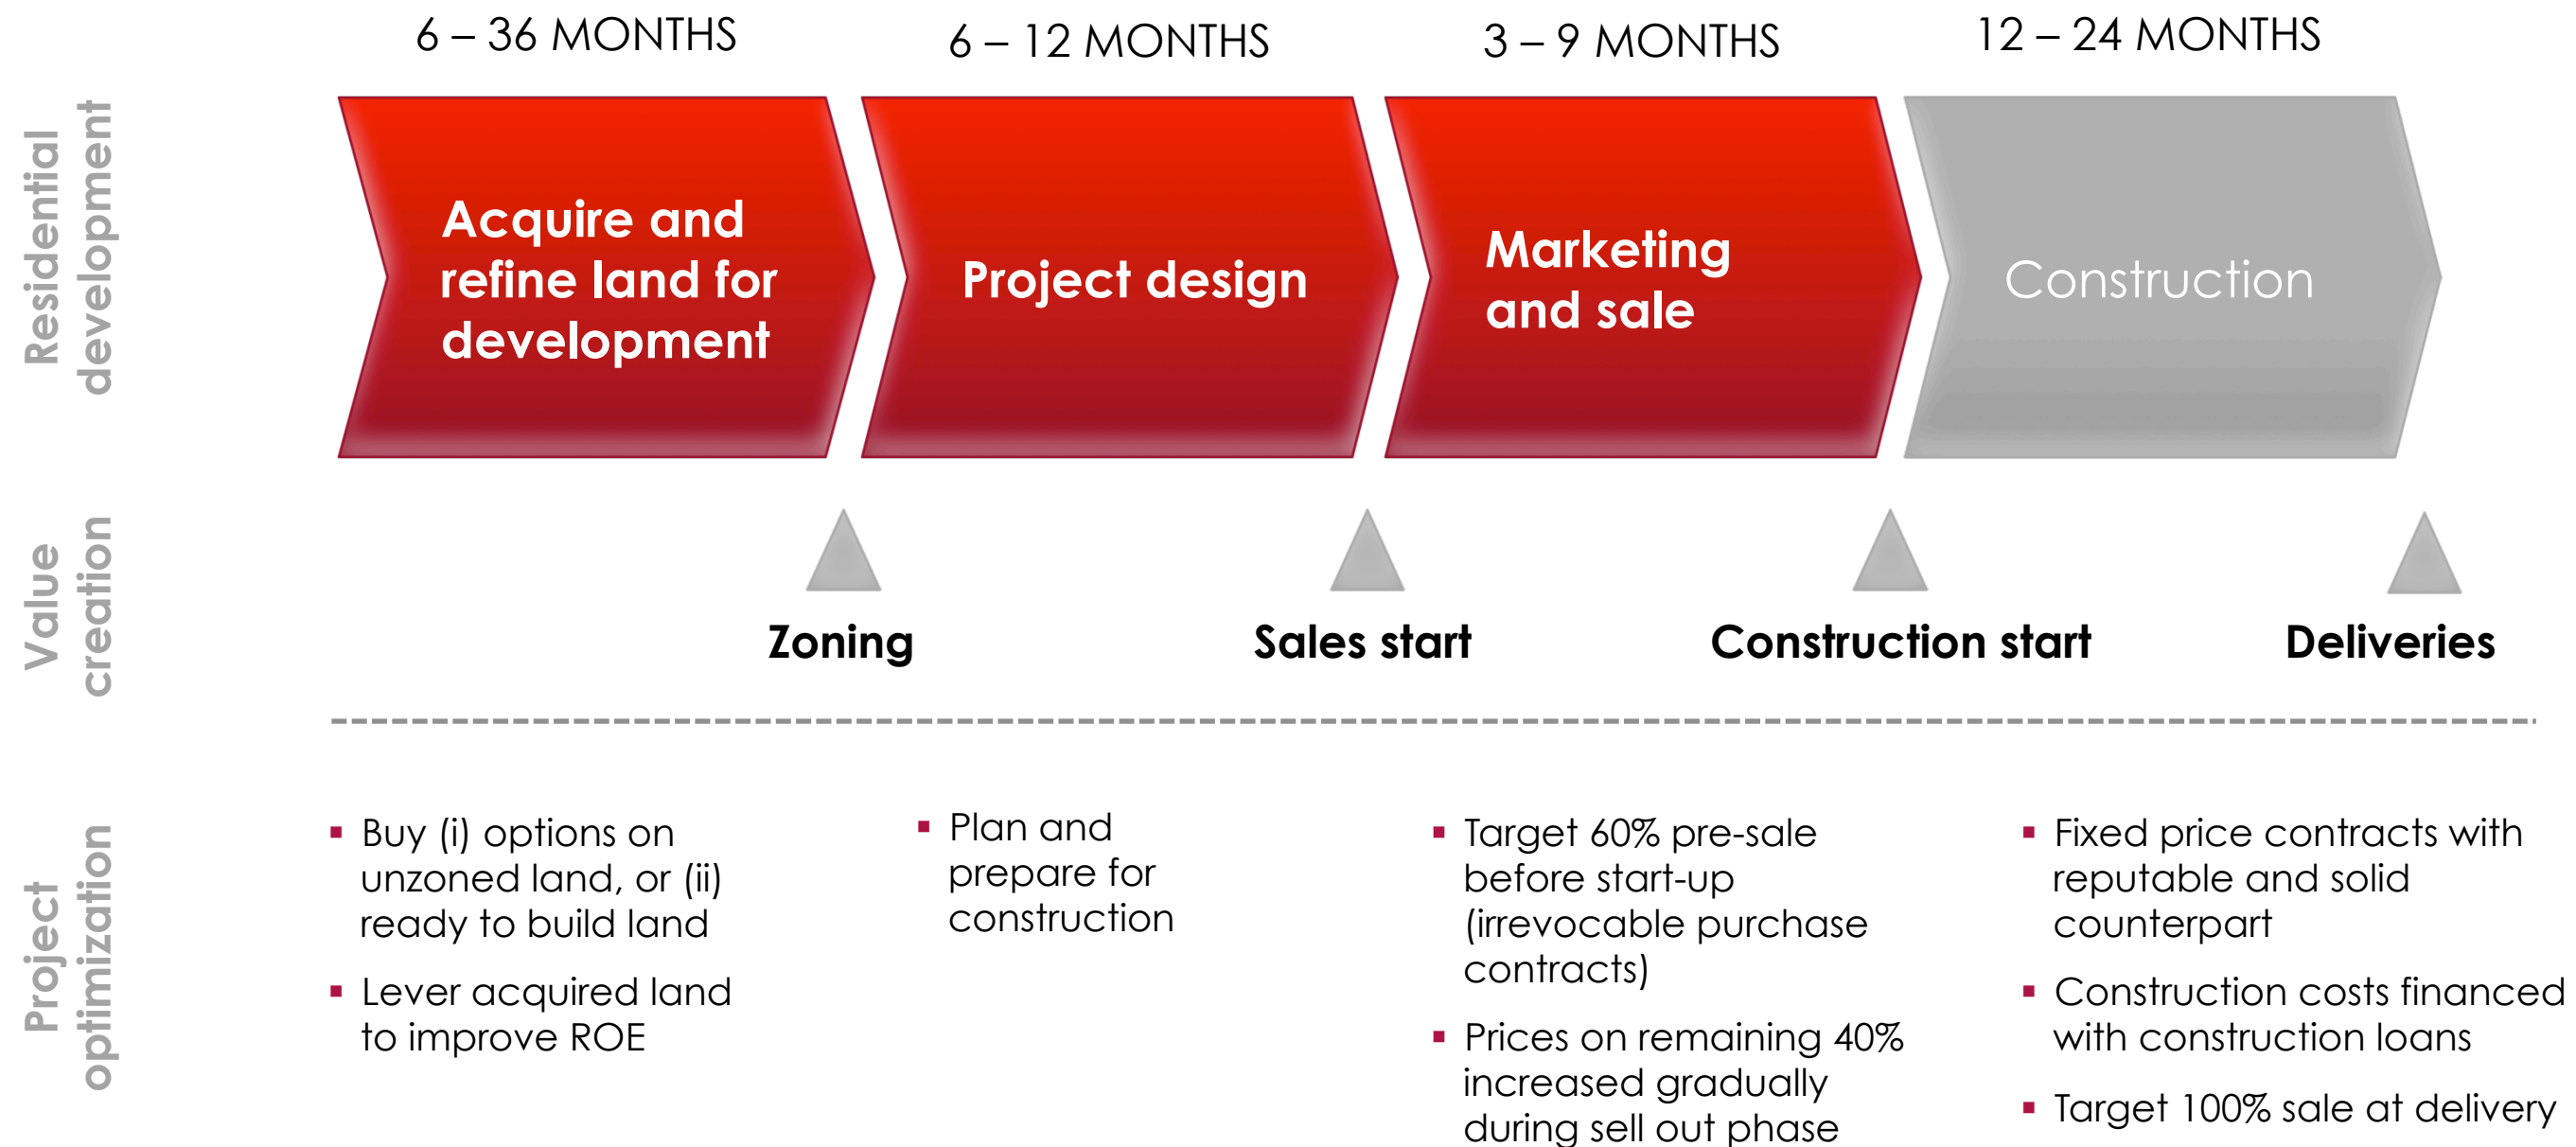 6 – 36 MONTHS
6 – 12 MONTHS
3 – 9 MONTHS
12 – 24 MONTHS
Residential
development
Acquire and
refine land for
development
Project design
Marketing
and sale
Construction
Value
creation
Zoning
Sales start
Construction start
Deliveries
Project
optimization
▪ Buy (i) options on
unzoned land, or (ii)
ready to build land
▪ Lever acquired land
to improve ROE
▪ Plan and
prepare for
construction
▪ Target 60% pre-sale
before start-up
(irrevocable purchase
contracts)
▪ Prices on remaining 40%
increased gradually
during sell out phase
▪ Fixed price contracts with
reputable and solid
counterpart
▪ Construction costs financed
with construction loans
▪ Target 100% sale at delivery